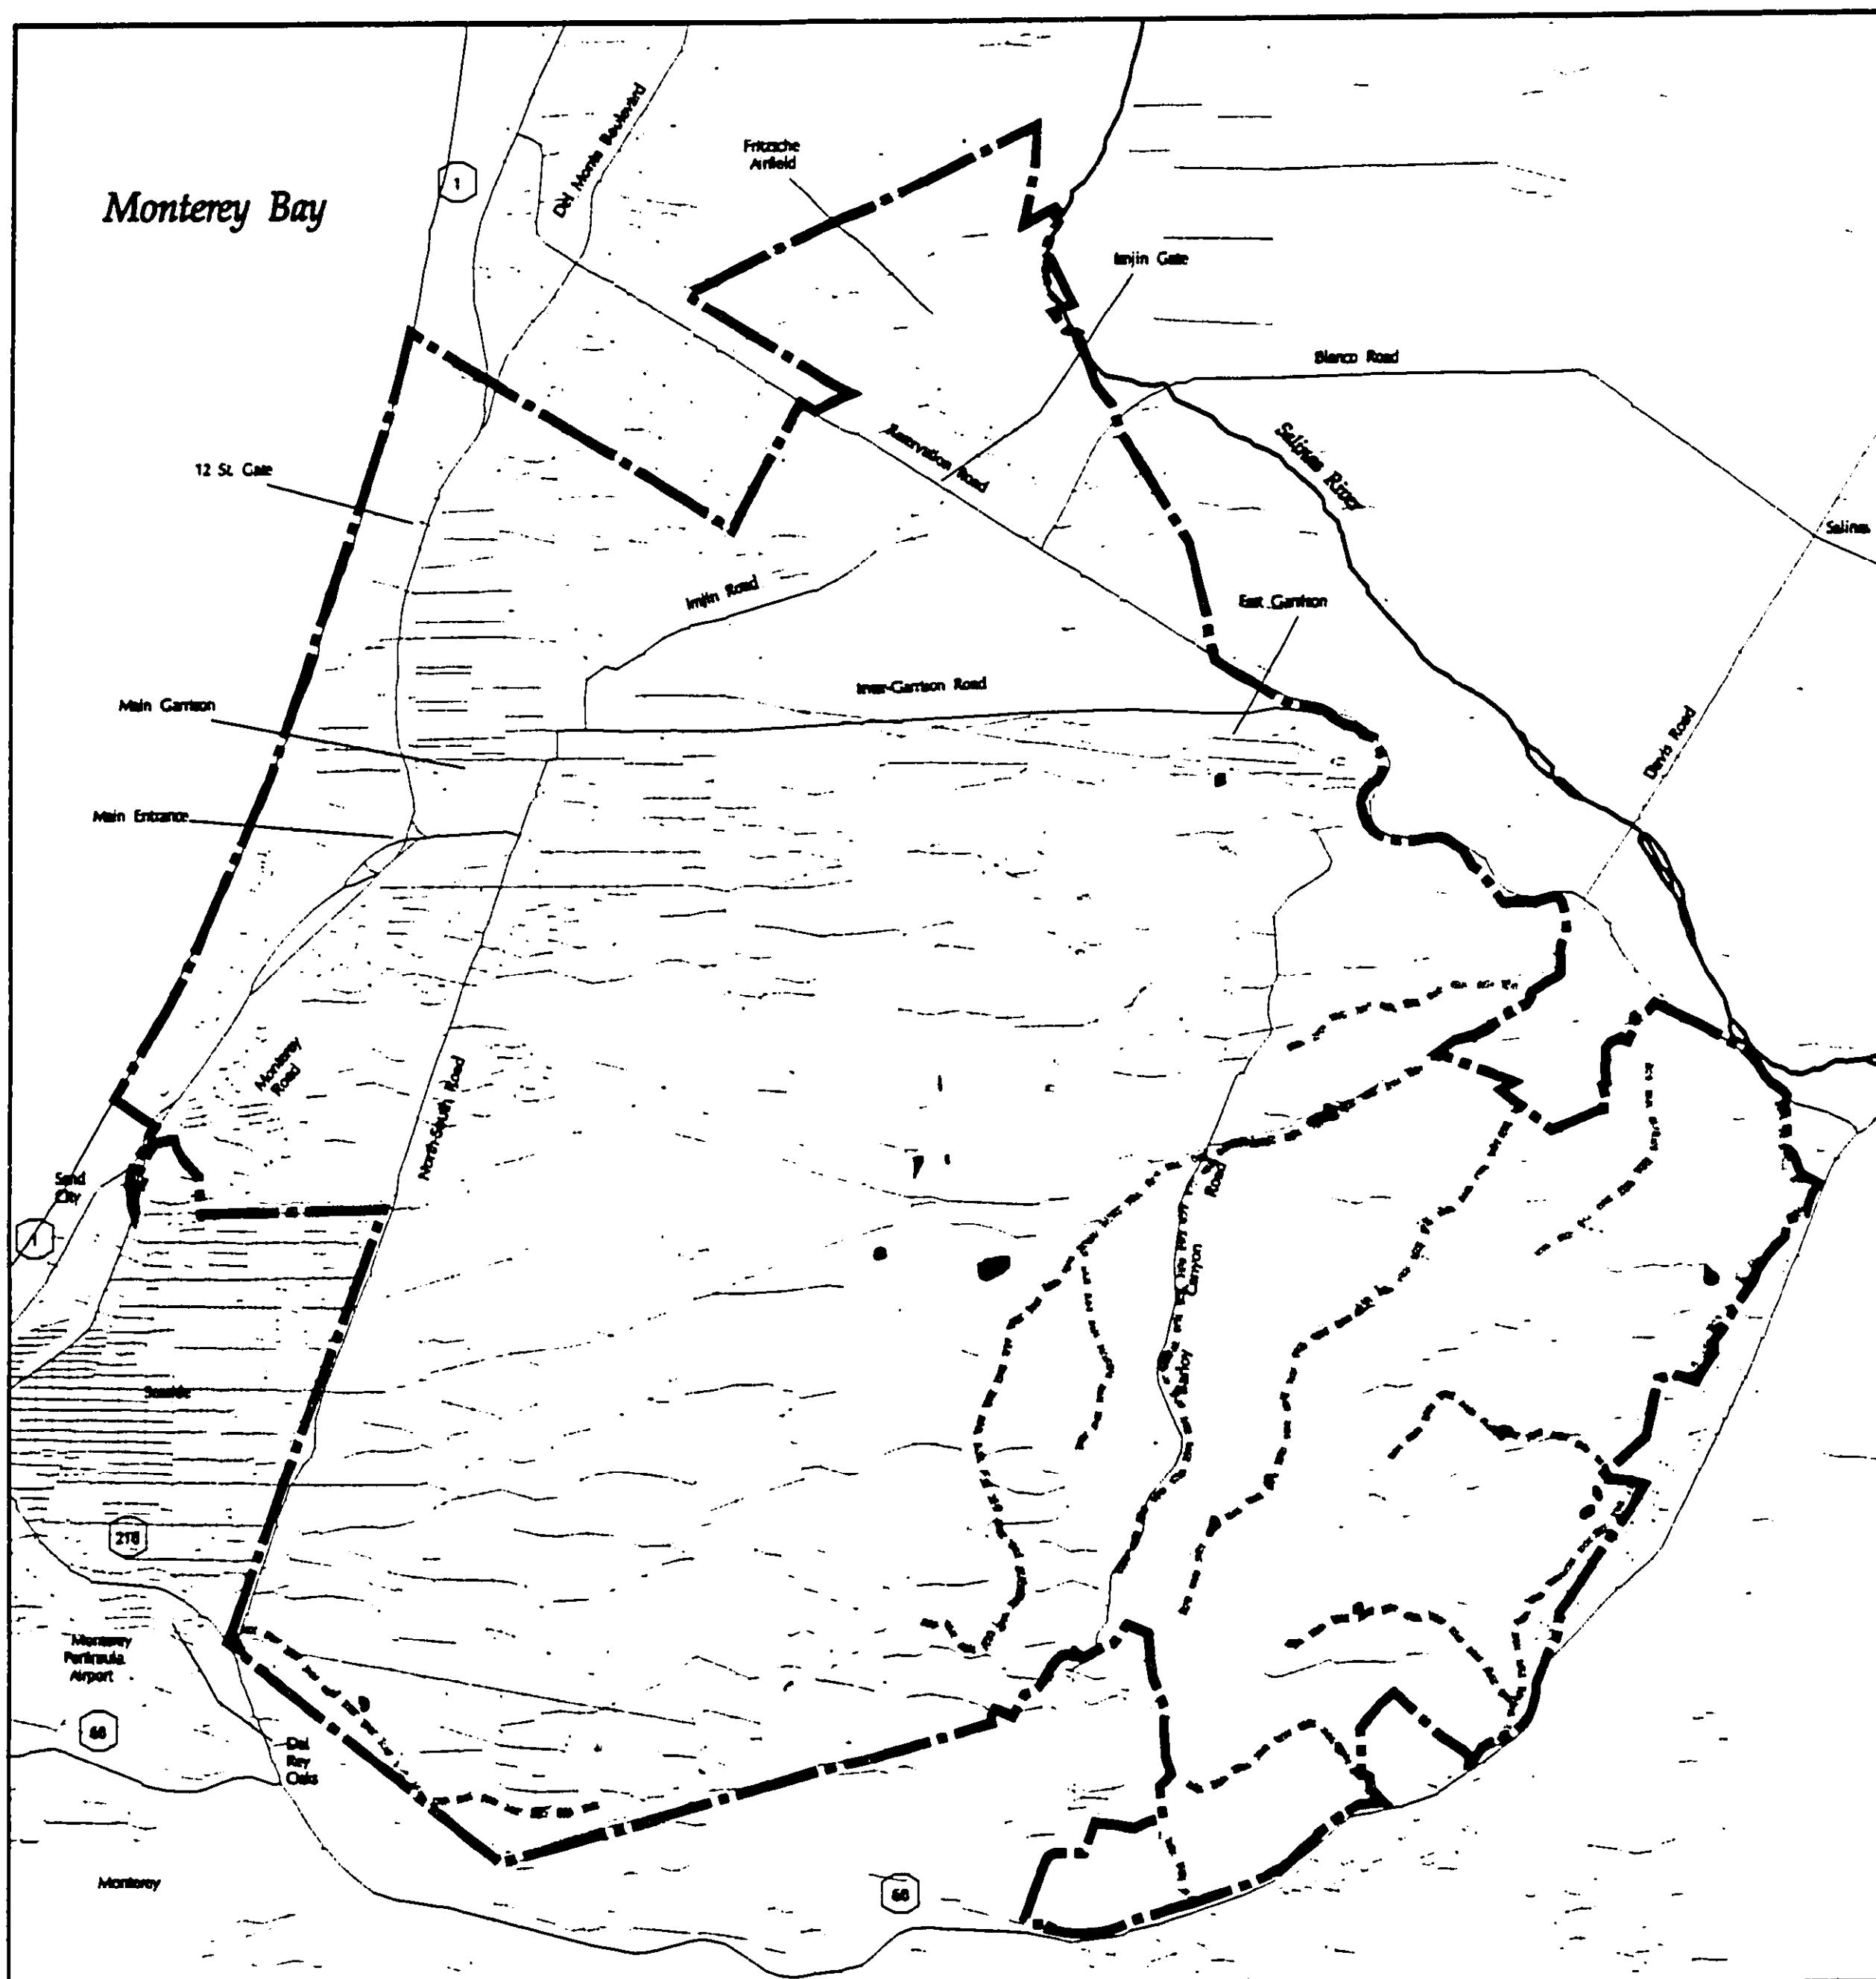 Del Monte Boulevard
Fritzsche
Airfield
1
Monterey Bay
Imjin Gate
Blanco Road
Reservation Road
Salinas River
12 St. Gate
Salinas
Imjin Road
East Garrison
Inter-Garrison Road
Main Garrison
Davis Road
Main Entrance
Monterey
Road
North-South Road
Sand
City
Road
1
Canyon
Barloy
Seaside
218
Monterey
Peninsula
Airport
68
Del
Rey
Oaks
Monterey
68